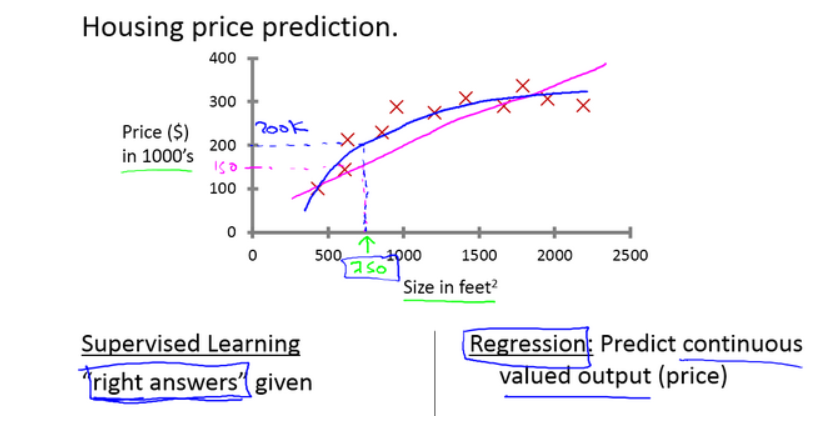 Housing price prediction.
400
300
Price ($)
in 1000's
200K
200
150
100
0
0 500 1000 1500 2000 2500
750
Size in feet²
Supervised Learning
"right answers" given
Regression: Predict continuous
valued output (price)